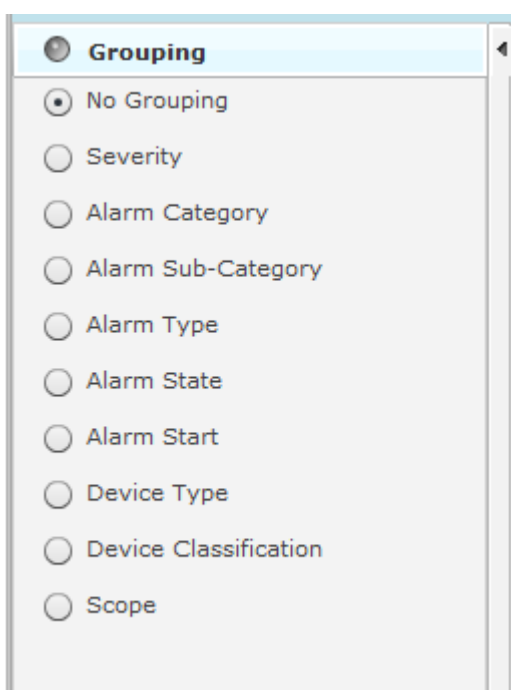 Grouping
No Grouping
Severity
Alarm Category
Alarm Sub-Category
Alarm Type
Alarm State
Alarm Start
Device Type
Device Classification
Scope